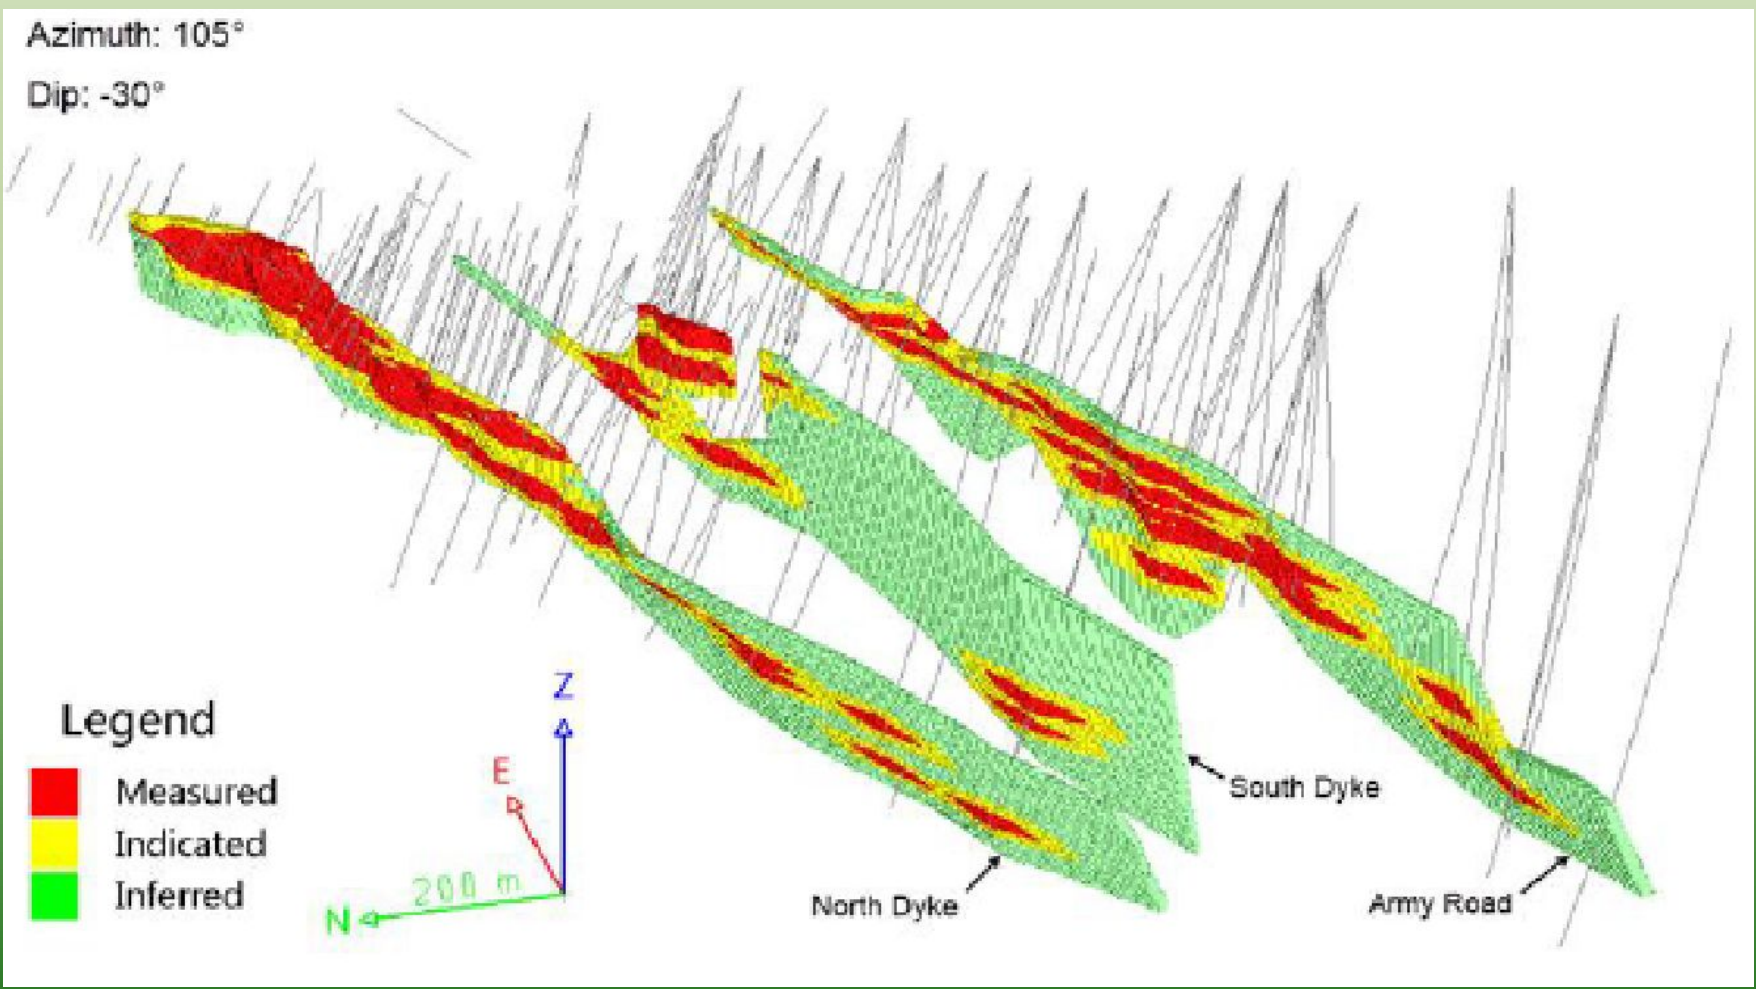 Azimuth: 105°
Dip: -30°
Legend
Measured
Indicated
Inferred
Z
E
N
200 m
South Dyke
North Dyke
Army Road